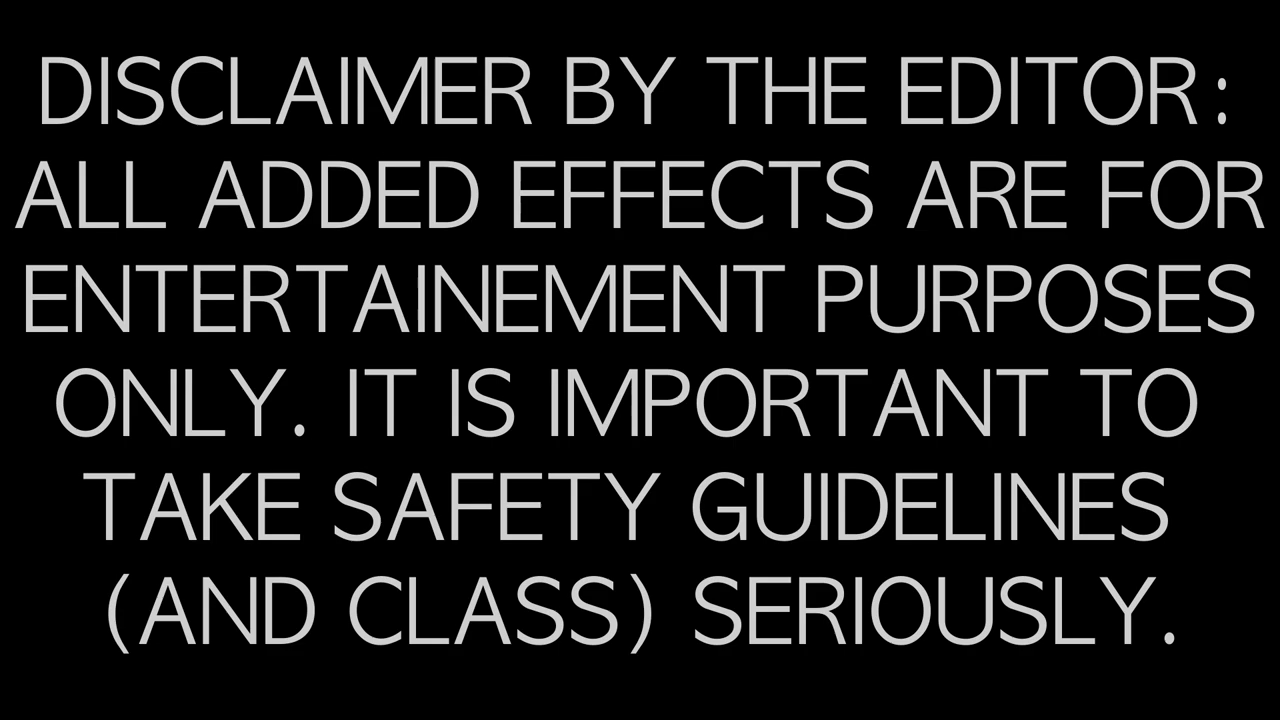 DISCLAIMER BY THE EDITOR:
ALL ADDED EFFECTS ARE FOR
ENTERTAINEMENT PURPOSES
ONLY. IT IS IMPORTANT TO
TAKE SAFETY GUIDELINES
(AND CLASS) SERIOUSLY.